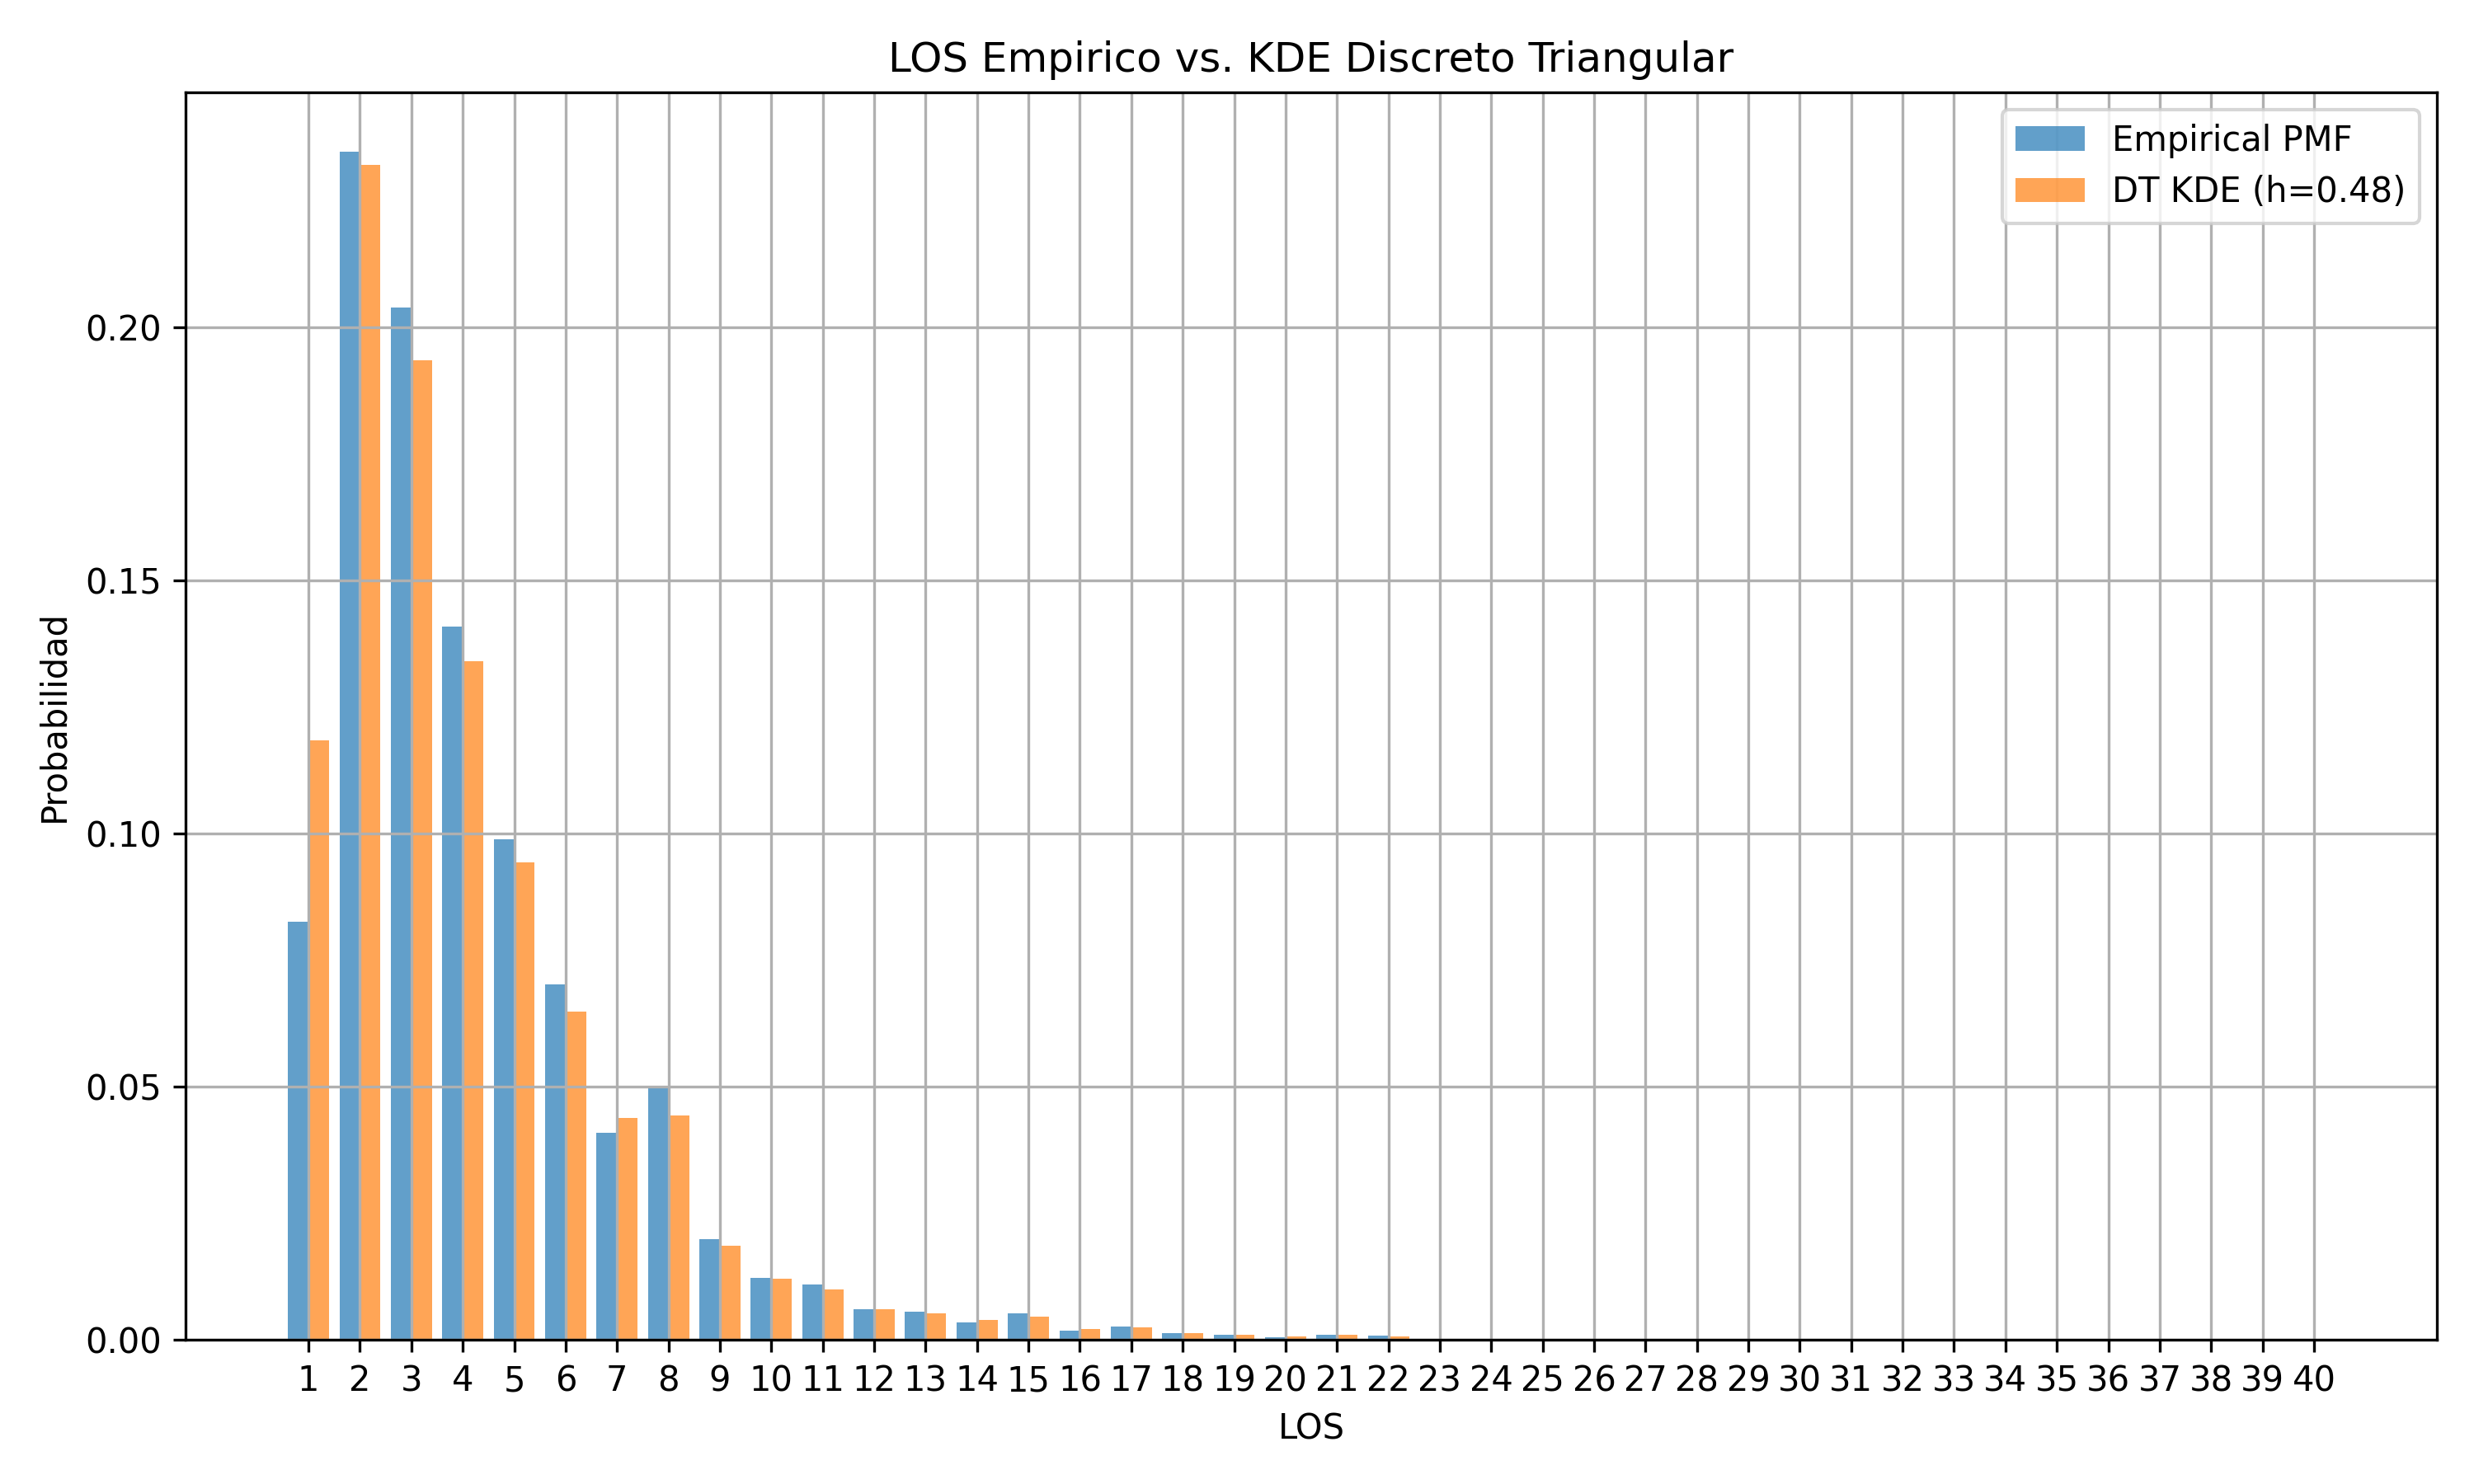 LOS Empirico vs. KDE Discreto Triangular
Empirical PMF
DT KDE (h=0.48)
Probabilidad
0.20
0.15
0.10
0.05
0.00
1 2 3 4 5 6 7 8 9 10 11 12 13 14 15 16 17 18 19 20 21 22 23 24 25 26 27 28 29 30 31 32 33 34 35 36 37 38 39 40
LOS